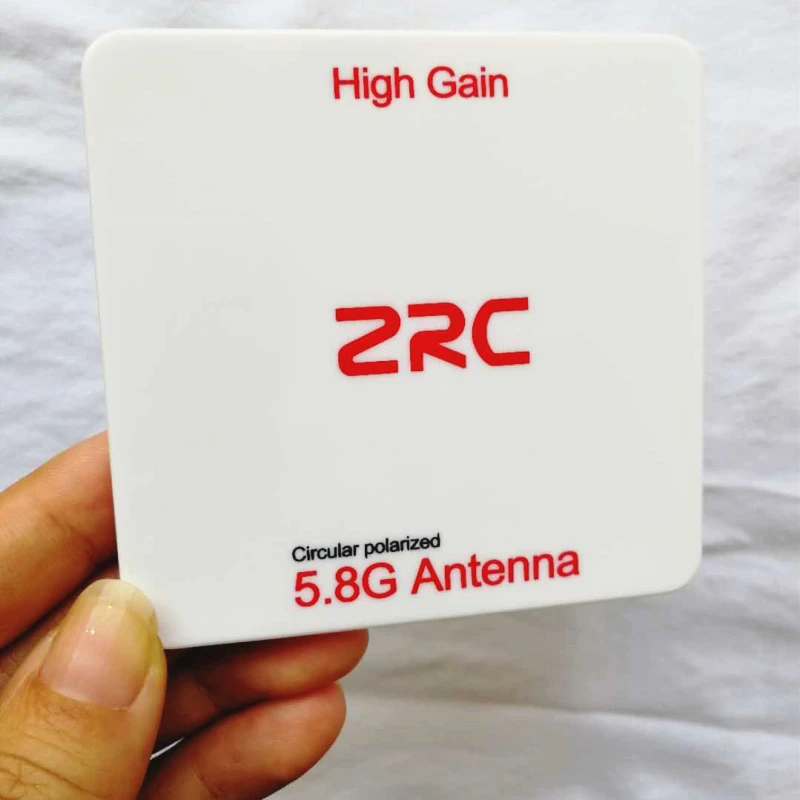 High Gain
ZRC
Circular polarized
5.8G Antenna